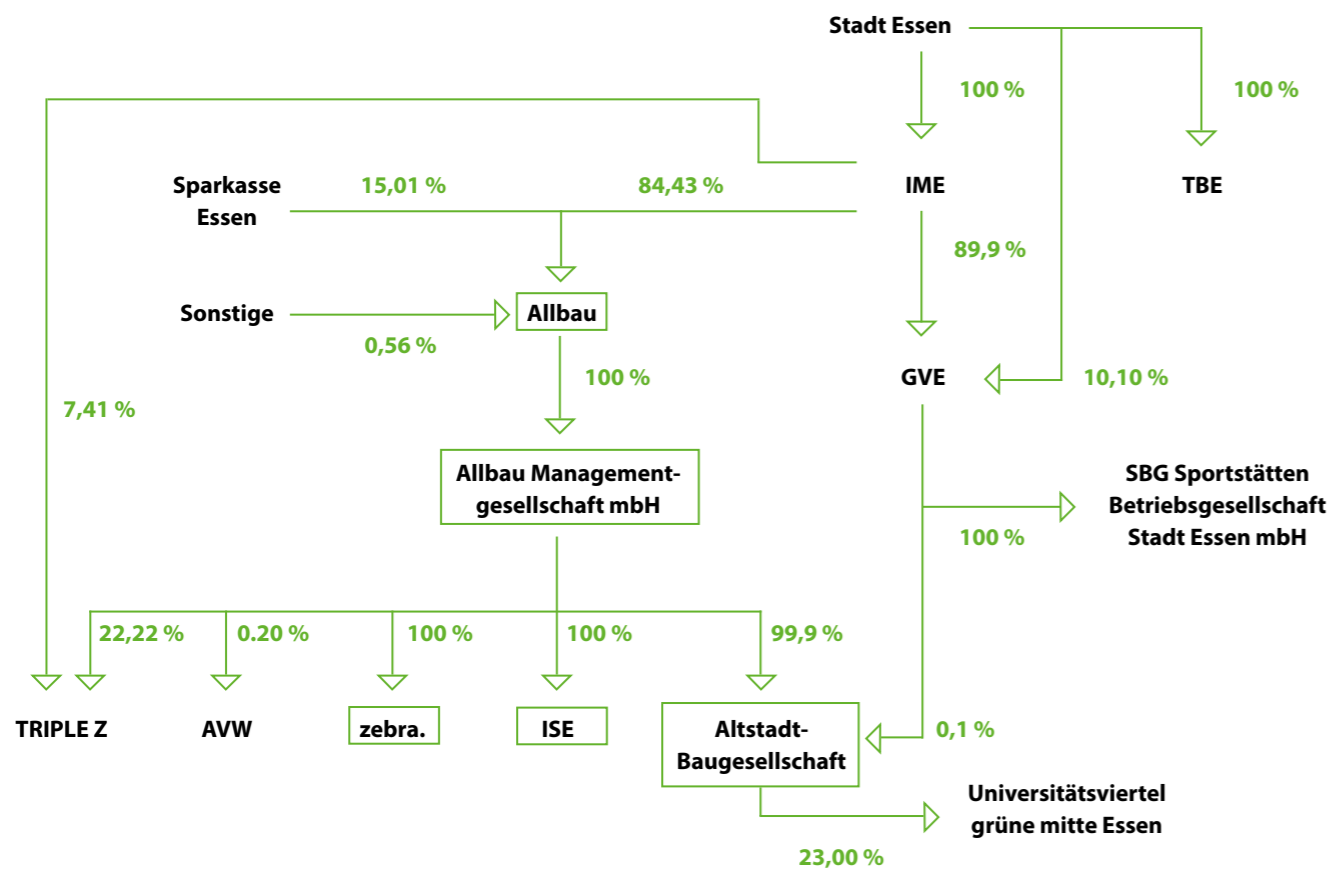 Stadt Essen
100 %
100 %
Sparkasse
Essen
15,01 %
84,43 %
IME
TBE
89,9 %
Sonstige
Allbau
0,56 %
100 %
GVE
10,10 %
7,41 %
Allbau Management-
gesellschaft mbH
SBG Sportstätten
Betriebsgesellschaft
Stadt Essen mbH
100 %
22,22 %
0.20 %
100 %
100 %
99,9 %
TRIPLE Z
AVW
zebra.
ISE
Altstadt-
Baugesellschaft
0,1 %
Universitätsviertel
grüne mitte Essen
23,00 %